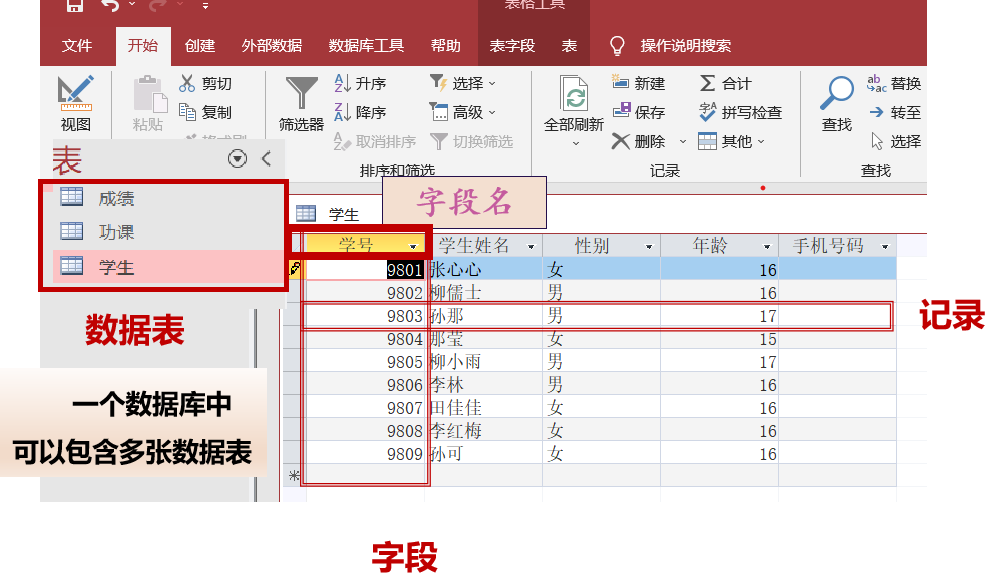 表格工具
文件 开始 创建 外部数据 数据库工具 帮助 表字段 表 操作说明搜索
剪切 升序 选择 新建 合计 替换
复制 降序 高级 保存 拼写检查 转至
视图 粘贴 筛选器 取消排序 切换筛选 全部刷新 删除 其他 查找 选择
格式刷
排序和筛选 记录 查找
表
成绩
功课
学生
数据表
一个数据库中
可以包含多张数据表
学生
字段名
学号 学生姓名 性别 年龄 手机号码
9801 张心心 女 16
9802 柳儒士 男 16
9803 孙那 男 17
9804 那莹 女 15
9805 柳小雨 男 17
9806 李林 男 16
9807 田佳佳 女 16
9808 李红梅 女 16
9809 孙可 女 16
记录
字段